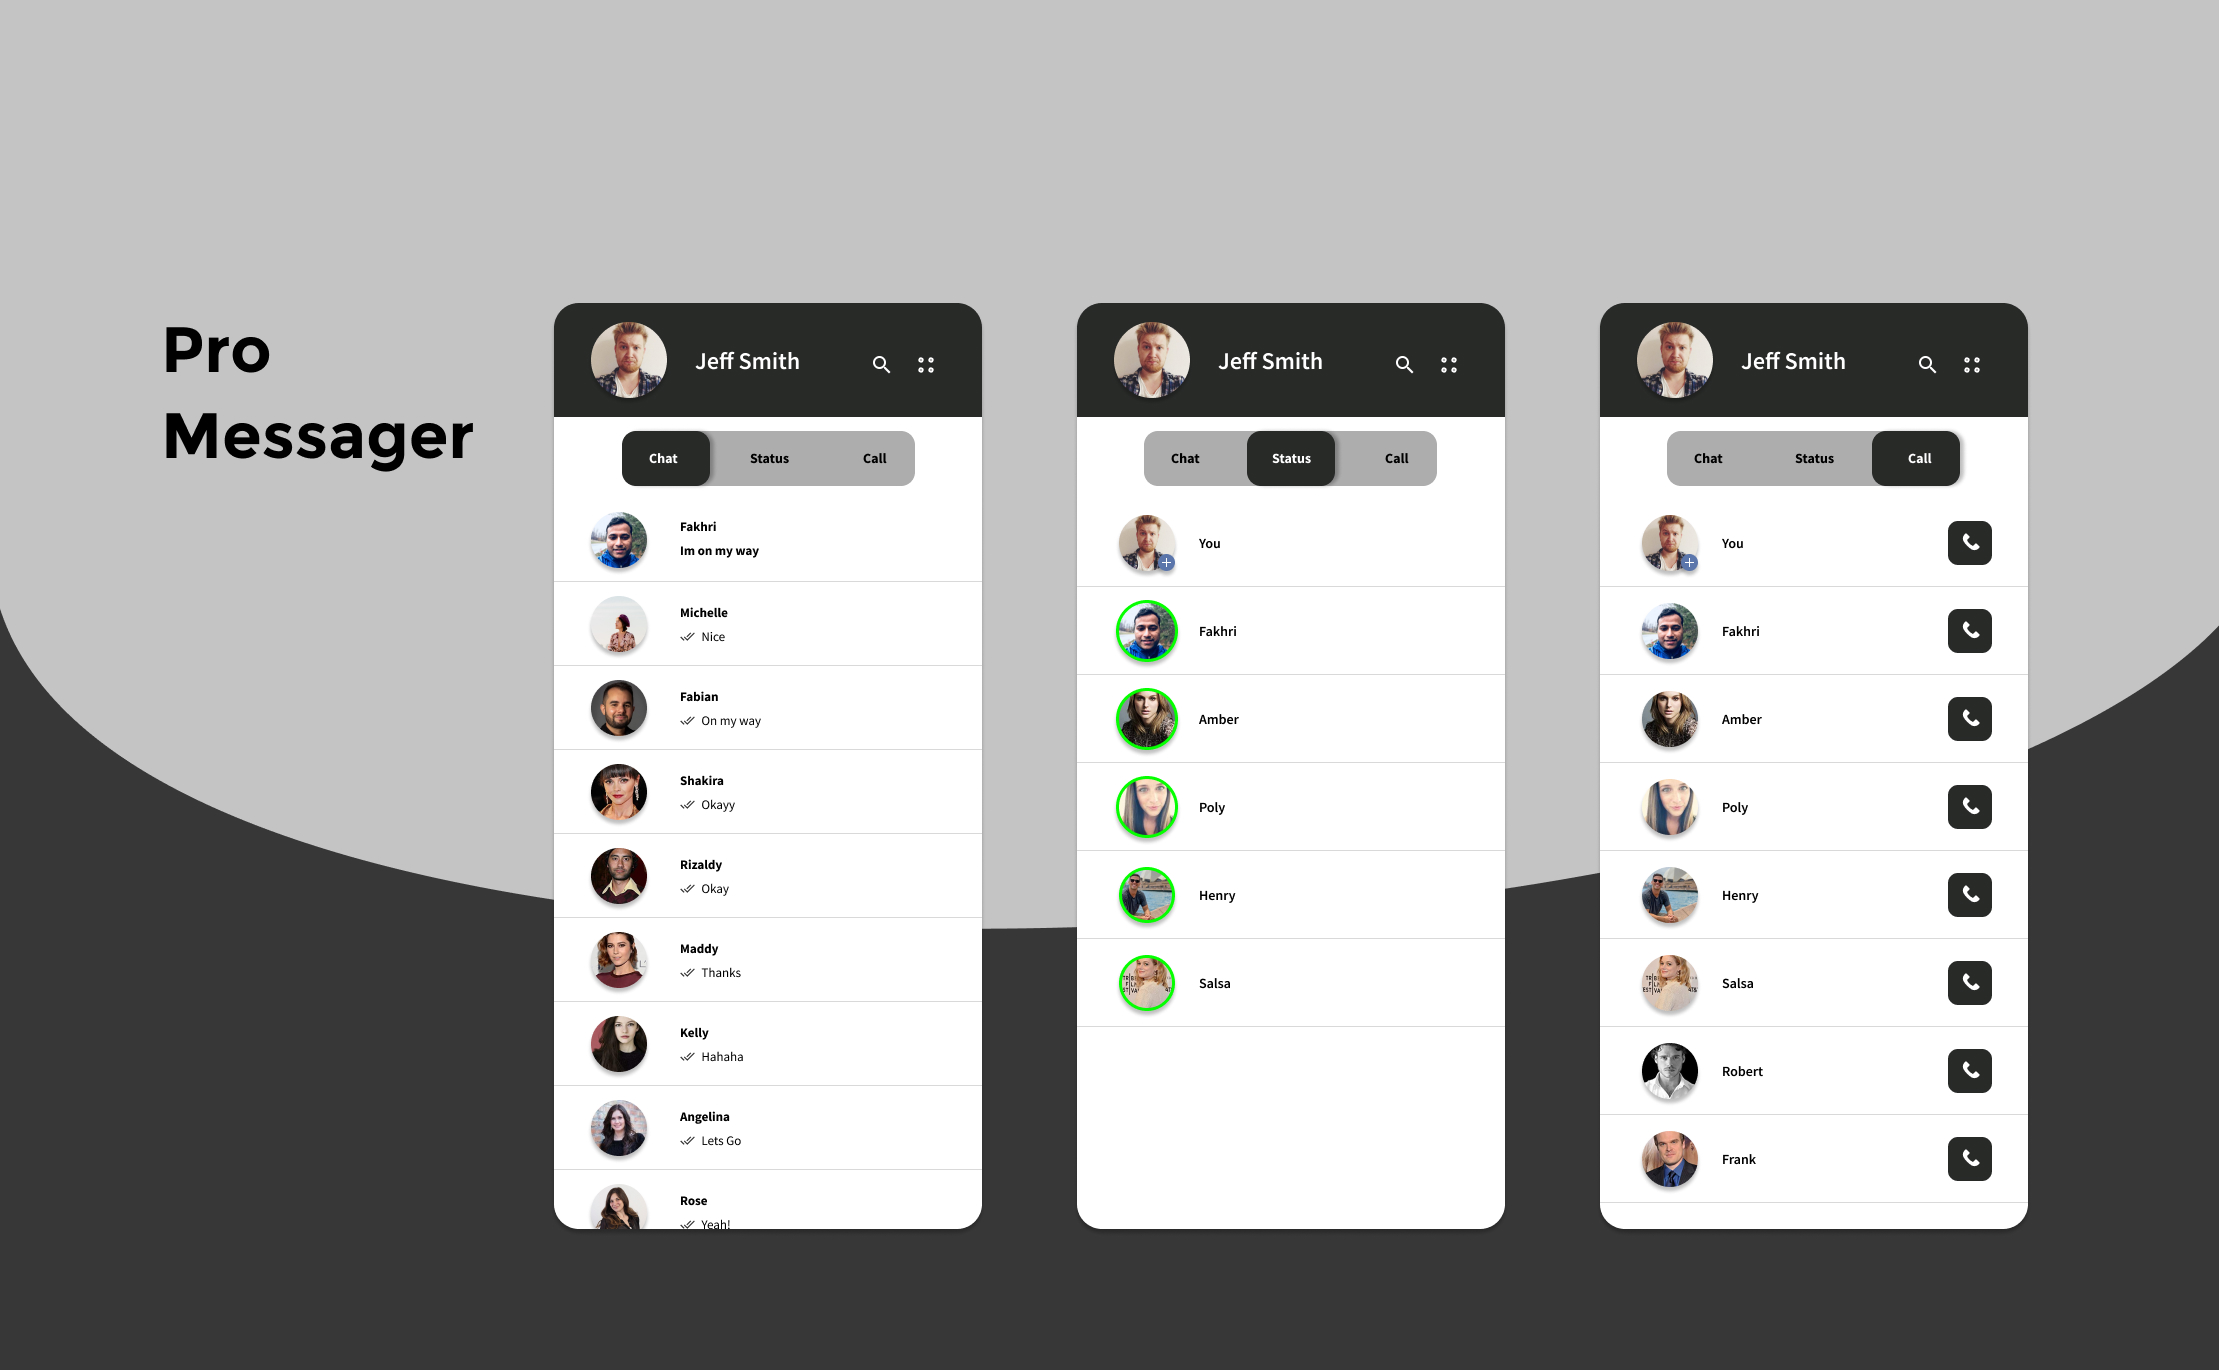 Pro
Messager
Jeff Smith
Chat Status Call
Fakhri
Im on my way
Michelle
Nice
Fabian
On my way
Shakira
Okayy
Rizaldy
Okay
Maddy
Thanks
Kelly
Hahaha
Angelina
Lets Go
Rose
Yeah!
Jeff Smith
Chat Status Call
You
Fakhri
Amber
Poly
Henry
Salsa
Jeff Smith
Chat Status Call
You
Fakhri
Amber
Poly
Henry
Salsa
Robert
Frank